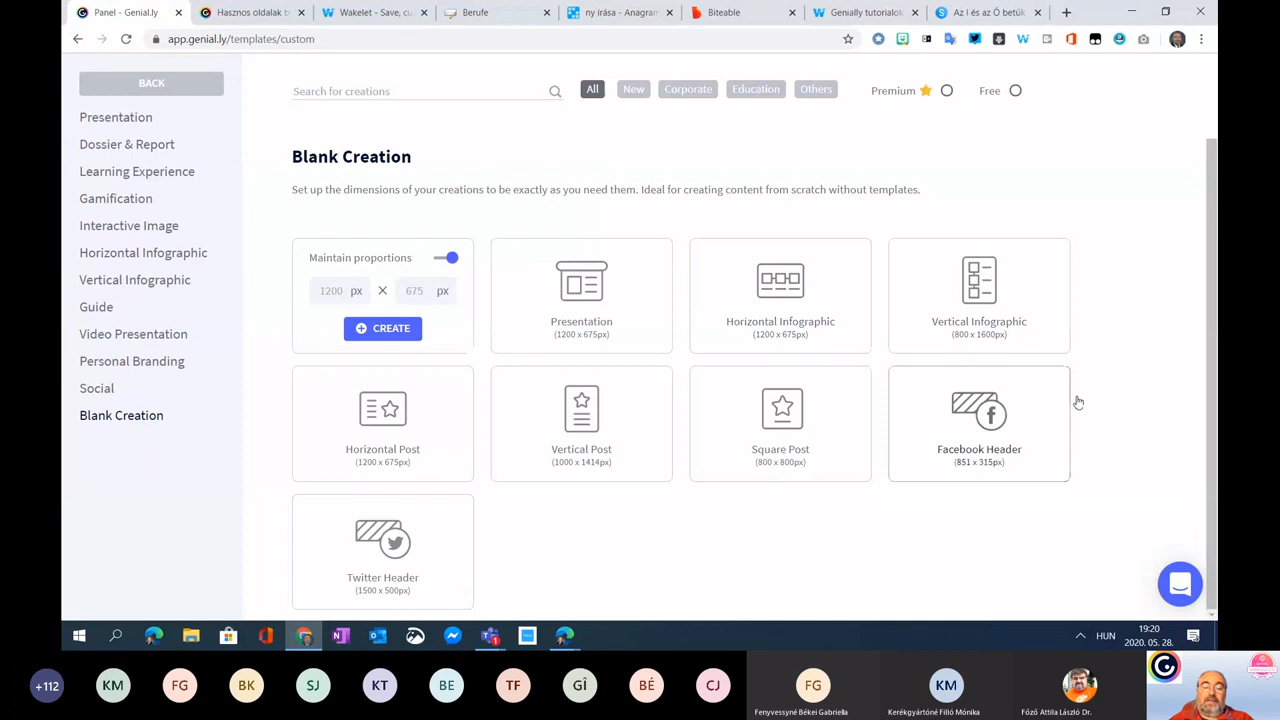 Panel - Genial.ly
Hasznos oldalak b
Wakelet - Save, cu
Berufe
ny írása - Anagram
Biteable
Genially tutorialok
Az I és az Ó betűk
app.genial.ly/templates/custom
BACK
Presentation
Dossier & Report
Learning Experience
Gamification
Interactive Image
Horizontal Infographic
Vertical Infographic
Guide
Video Presentation
Personal Branding
Social
Blank Creation
Search for creations
All
New
Corporate
Education
Others
Premium
Free
Blank Creation
Set up the dimensions of your creations to be exactly as you need them. Ideal for creating content from scratch without templates.
Maintain proportions
1200 px X 675 px
CREATE
Presentation
(1200 x 675px)
Horizontal Infographic
(1200 x 675px)
Vertical Infographic
(800 x 1600px)
Horizontal Post
(1200 x 675px)
Vertical Post
(1000 x 1414px)
Square Post
(800 x 800px)
Facebook Header
(851 x 315px)
Twitter Header
(1500 x 500px)
HUN
19:20
2020. 05. 28.
+112
KM
FG
BK
SJ
KT
BE
TF
GÎ
BÉ
CJ
FG
Fenyvessyné Békei Gabriella
KM
Kerékgyártóné Filló Mónika
Főző Attila László Dr.